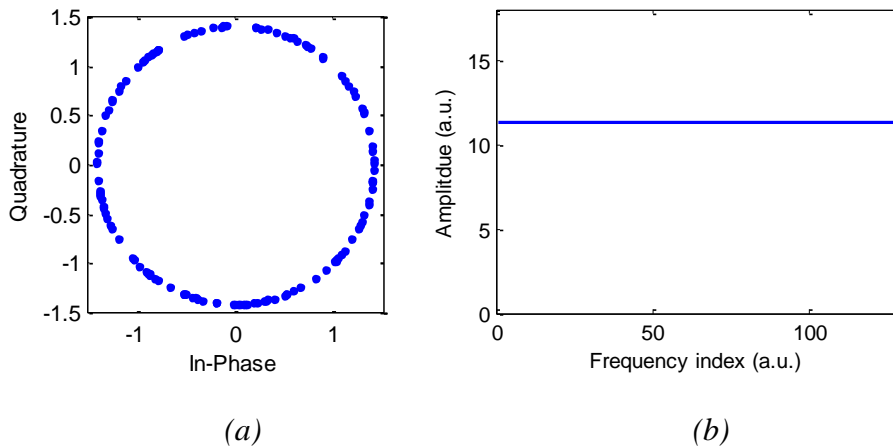 1.5
1
0.5
0
-0.5
-1
-1.5
Quadrature
-1 0 1
In-Phase
(a)
15
10
5
0
Amplitdue (a.u.)
0 50 100
Frequency index (a.u.)
(b)